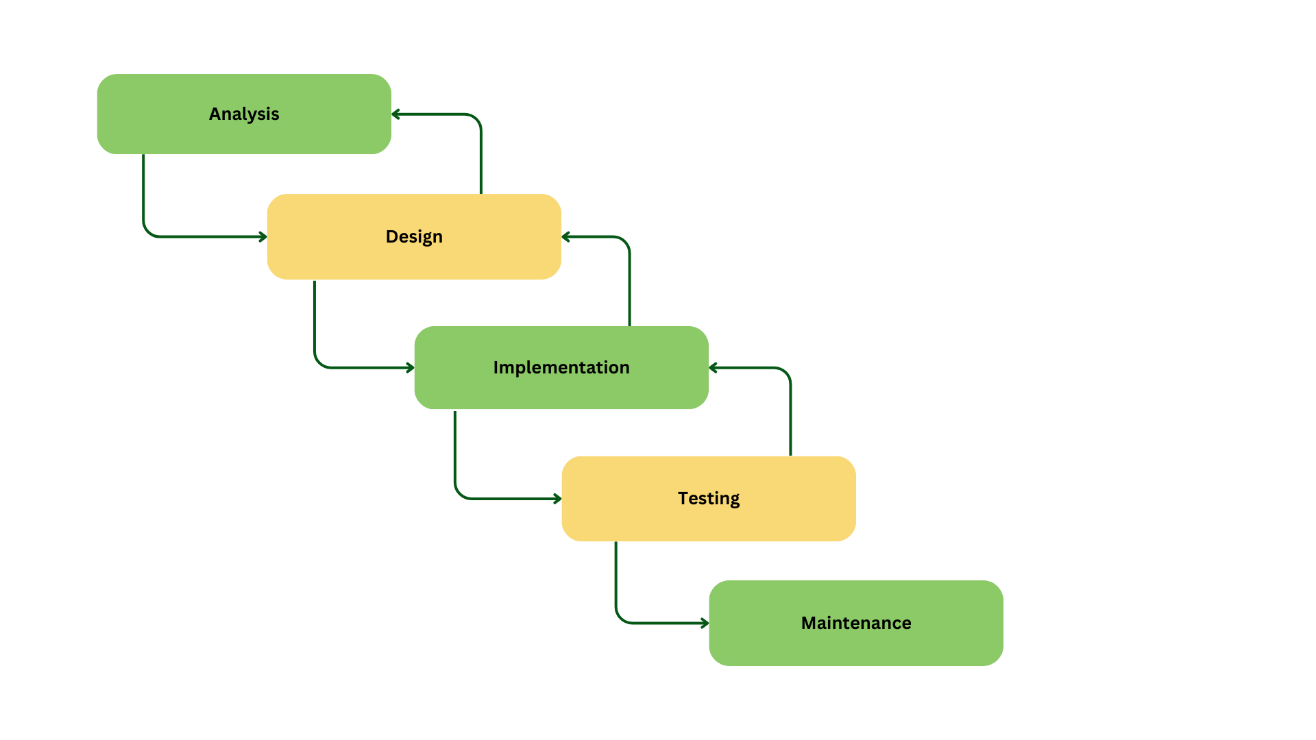 Analysis
Design
Implementation
Testing
Maintenance